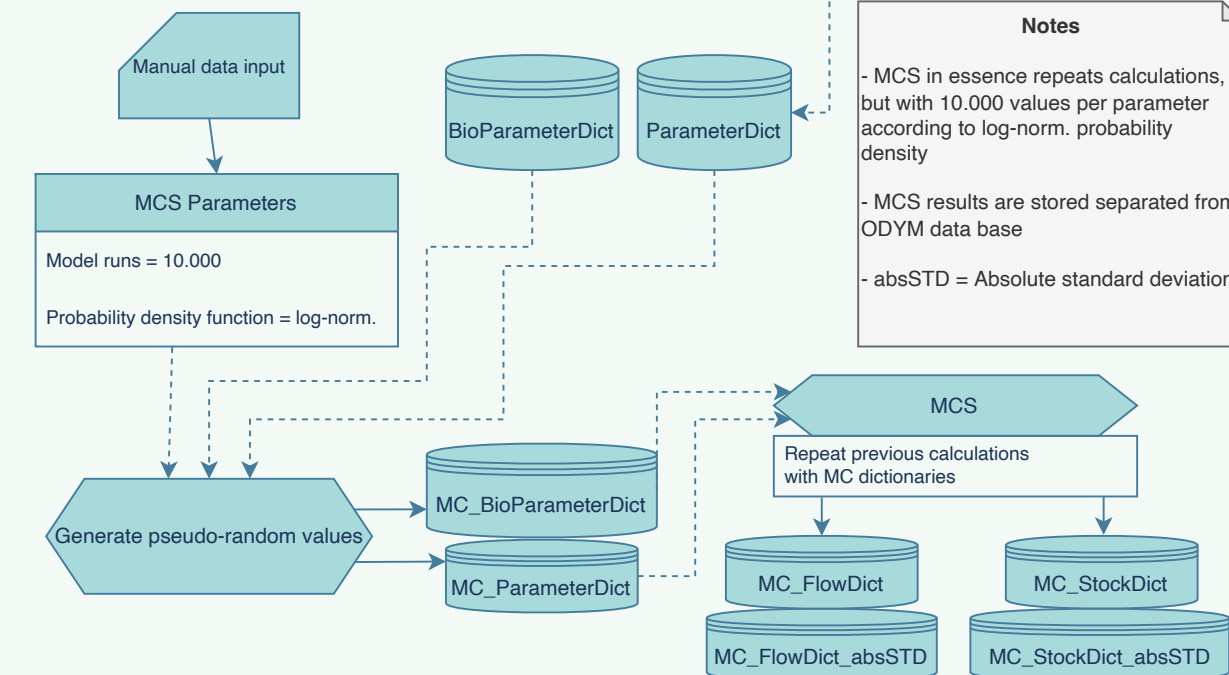 Manual data input
BioParameterDict
ParameterDict
Notes
- MCS in essence repeats calculations,
but with 10.000 values per parameter
according to log-norm. probability
density
- MCS results are stored separated from
ODYM data base
- absSTD = Absolute standard deviation
MCS Parameters
Model runs = 10.000
Probability density function = log-norm.
MCS
Repeat previous calculations
with MC dictionaries
Generate pseudo-random values
MC_BioParameterDict
MC_ParameterDict
MC_FlowDict
MC_StockDict
MC_FlowDict_absSTD
MC_StockDict_absSTD